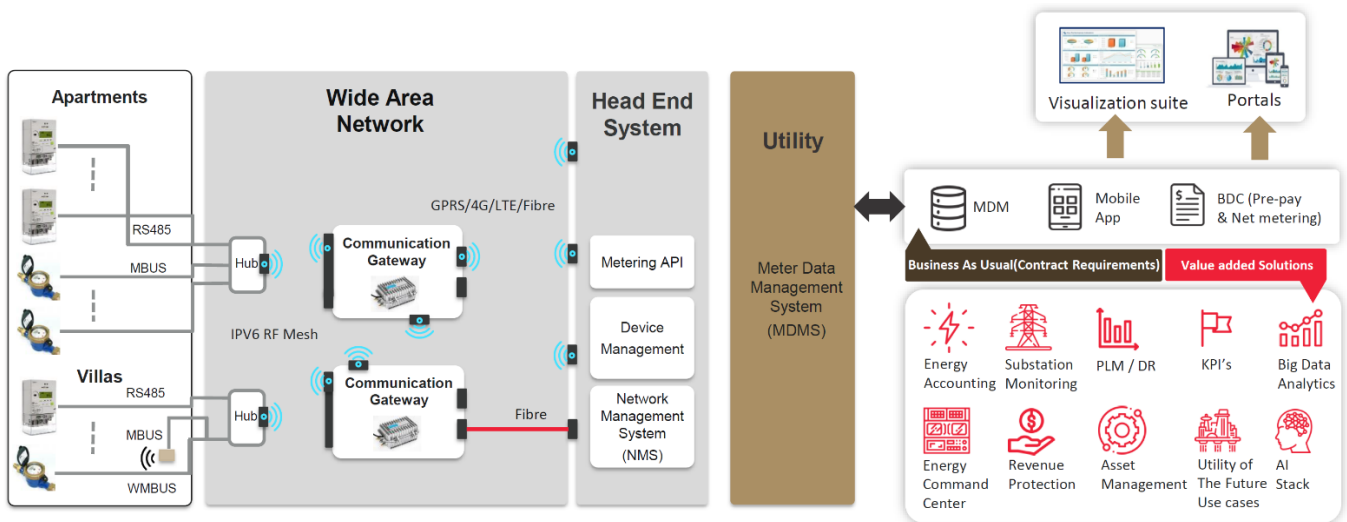 Apartments
RS485
MBUS
Villas
RS485
MBUS
WMBUS
Wide Area
Network
GPRS/4G/LTE/Fibre
Hub
Communication
Gateway
IPV6 RF Mesh
Hub
Communication
Gateway
Fibre
Head End
System
Metering API
Device
Management
Network
Management
System
(NMS)
Utility
Meter Data
Management
System
(MDMS)
Visualization suite
Portals
MDM
Mobile
App
BDC (Pre-pay
& Net metering)
Business As Usual(Contract Requirements)
Value added Solutions
Energy
Accounting
Substation
Monitoring
PLM / DR
KPI's
Big Data
Analytics
Energy
Command
Center
Revenue
Protection
Asset
Management
Utility of
The Future
Use cases
AI
Stack